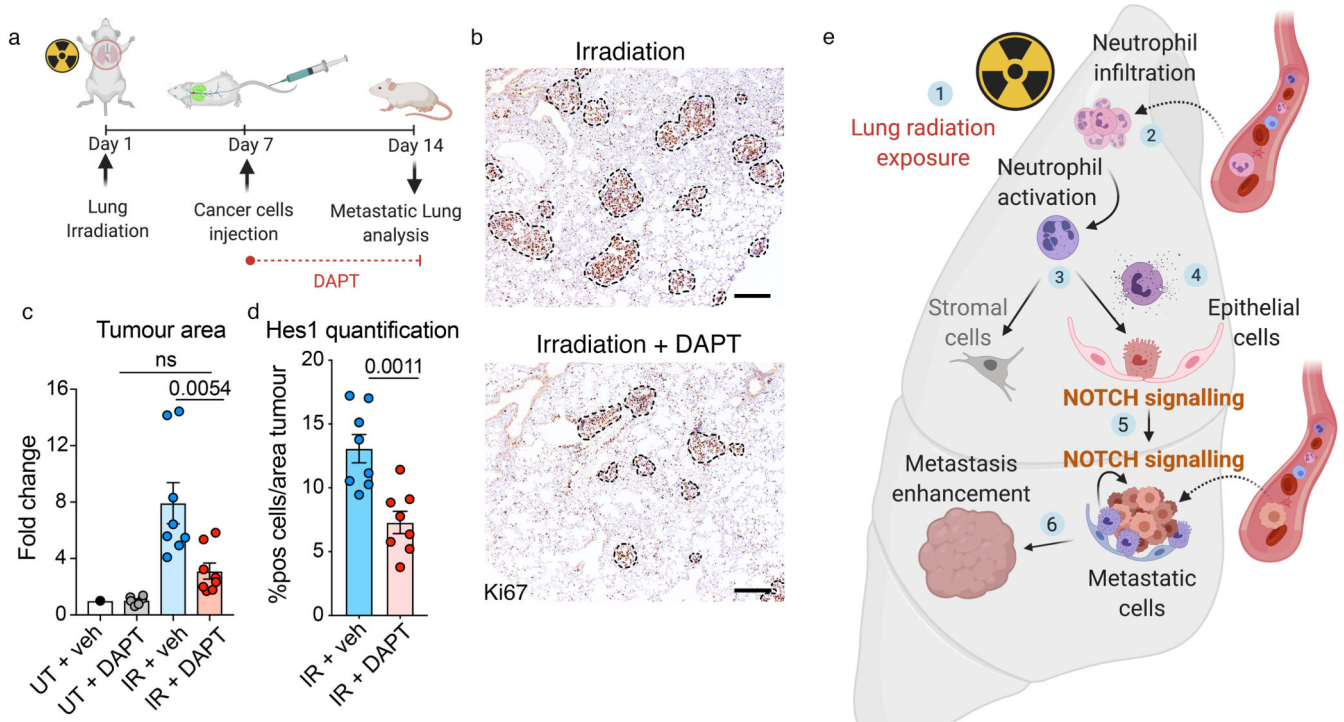 a
Day 1
Day 7
Day 14
Lung
Irradiation
Cancer cells
injection
Metastatic Lung
analysis
DAPT
b
Irradiation
Irradiation + DAPT
Ki67
c
Tumour area
ns
0.0054
Fold change
16
12
8
4
0
UT + veh
UT + DAPT
IR + veh
IR + DAPT
d
Hes1 quantification
0.0011
%pos cells/area tumour
20
15
10
5
0
IR + veh
IR + DAPT
e
1
Lung radiation
exposure
Neutrophil
infiltration
2
Neutrophil
activation
3
4
Stromal
cells
Epithelial
cells
NOTCH signalling
5
NOTCH signalling
Metastasis
enhancement
6
Metastatic
cells